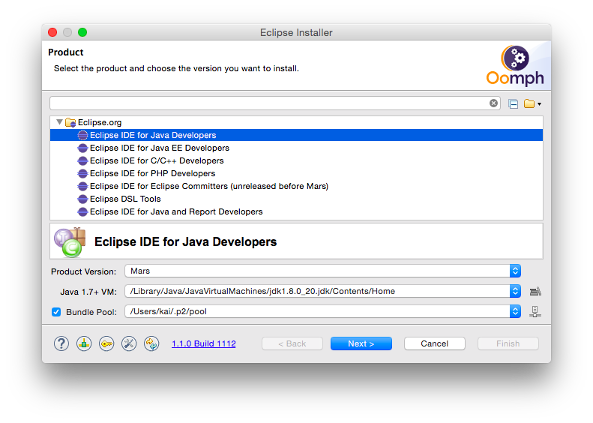 Eclipse Installer
Product
Select the product and choose the version you want to install.
Oomph
Eclipse.org
Eclipse IDE for Java Developers
Eclipse IDE for Java EE Developers
Eclipse IDE for C/C++ Developers
Eclipse IDE for PHP Developers
Eclipse IDE for Eclipse Committers (unreleased before Mars)
Eclipse DSL Tools
Eclipse IDE for Java and Report Developers
Eclipse IDE for Java Developers
Product Version: Mars
Java 1.7+ VM: /Library/Java/JavaVirtualMachines/jdk1.8.0_20.jdk/Contents/Home
Bundle Pool: /Users/kai/.p2/pool
? 1.1.0 Build 1112 < Back Next > Cancel Finish